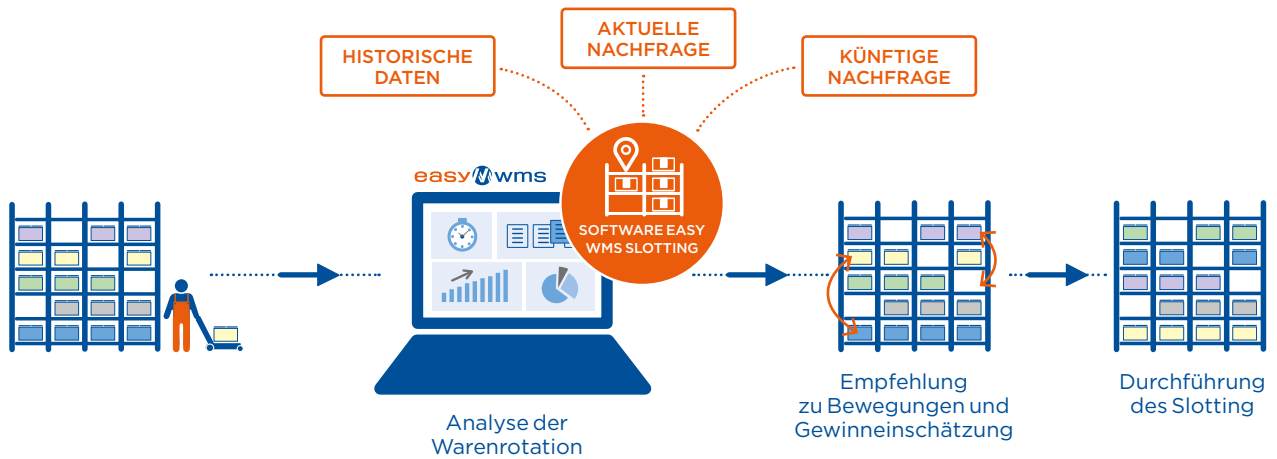 HISTORISCHE
DATEN
AKTUELLE
NACHFRAGE
KÜNFTIGE
NACHFRAGE
easy wms
SOFTWARE EASY
WMS SLOTTING
Analyse der
Warenrotation
Empfehlung
zu Bewegungen und
Gewinneinschätzung
Durchführung
des Slotting